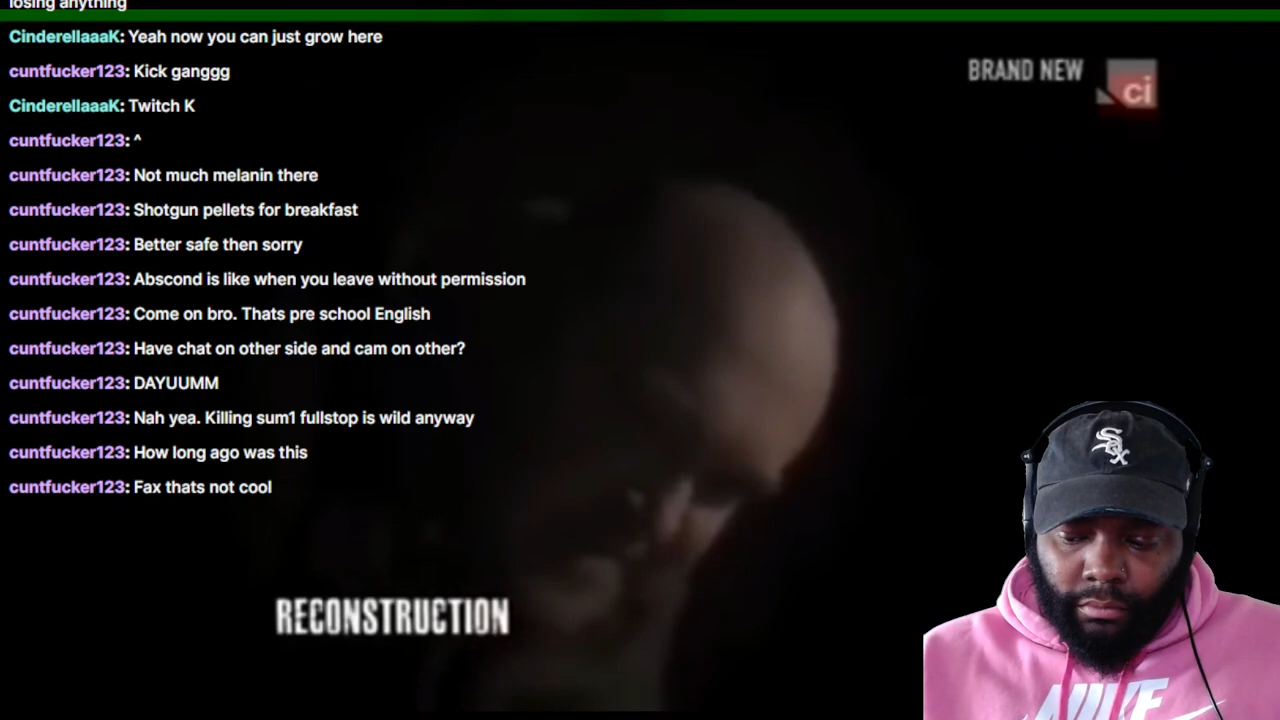 losing anything
CinderellaaaK: Yeah now you can just grow here
cuntfucker123: Kick ganggg
CinderellaaaK: Twitch K
cuntfucker123: ^
cuntfucker123: Not much melanin there
cuntfucker123: Shotgun pellets for breakfast
cuntfucker123: Better safe then sorry
cuntfucker123: Abscond is like when you leave without permission
cuntfucker123: Come on bro. Thats pre school English
cuntfucker123: Have chat on other side and cam on other?
cuntfucker123: DAYUUMM
cuntfucker123: Nah yea. Killing sum1 fullstop is wild anyway
cuntfucker123: How long ago was this
cuntfucker123: Fax thats not cool
BRAND NEW
ci
RECONSTRUCTION
SOX
NIKE